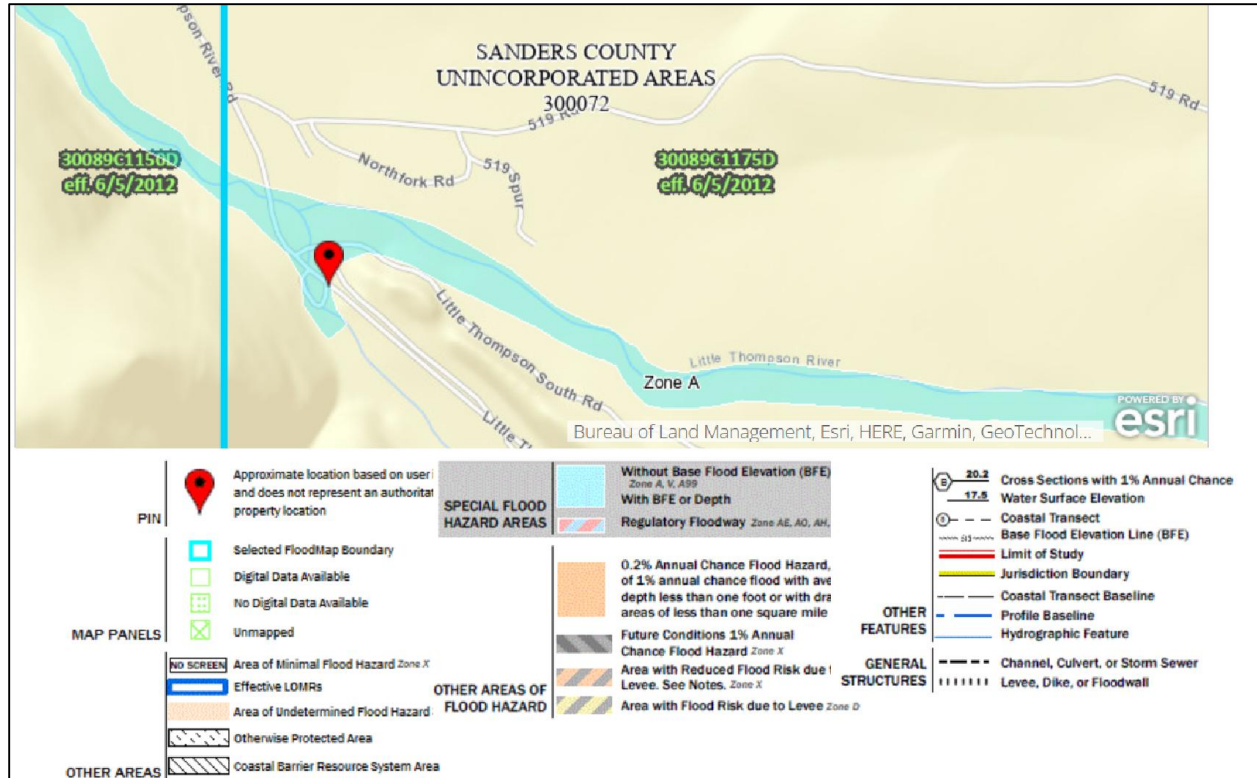 SANDERS COUNTY
UNINCORPORATED AREAS
300072
pson River Rd
519 Rd
519 Rd
Northfork Rd
519 Spur
30089C1150D
eff. 6/5/2012
30089C1175D
eff. 6/5/2012
Little Thompson South Rd
Little Th
Little Thompson River
Zone A
POWERED BY
esri
Bureau of Land Management, Esri, HERE, Garmin, GeoTechnol...
PIN
Approximate location based on user i
and does not represent an authoritat
property location
MAP PANELS
Selected FloodMap Boundary
Digital Data Available
No Digital Data Available
Unmapped
OTHER AREAS
NO SCREEN Area of Minimal Flood Hazard Zone X
Effective LOMRs
Area of Undetermined Flood Hazard
Otherwise Protected Area
Coastal Barrier Resource System Area
SPECIAL FLOOD
HAZARD AREAS
Without Base Flood Elevation (BFE)
Zone A, V, A99
With BFE or Depth
Regulatory Floodway Zone AE, AO, AH,
OTHER AREAS OF
FLOOD HAZARD
0.2% Annual Chance Flood Hazard,
of 1% annual chance flood with ave
depth less than one foot or with dra
areas of less than one square mile
Future Conditions 1% Annual
Chance Flood Hazard Zone X
Area with Reduced Flood Risk due t
Levee. See Notes. Zone X
Area with Flood Risk due to Levee Zone D
OTHER
FEATURES
B 20.2 Cross Sections with 1% Annual Chance
17.5 Water Surface Elevation
8 Coastal Transect
513 Base Flood Elevation Line (BFE)
Limit of Study
Jurisdiction Boundary
Coastal Transect Baseline
Profile Baseline
Hydrographic Feature
GENERAL
STRUCTURES
Channel, Culvert, or Storm Sewer
Levee, Dike, or Floodwall